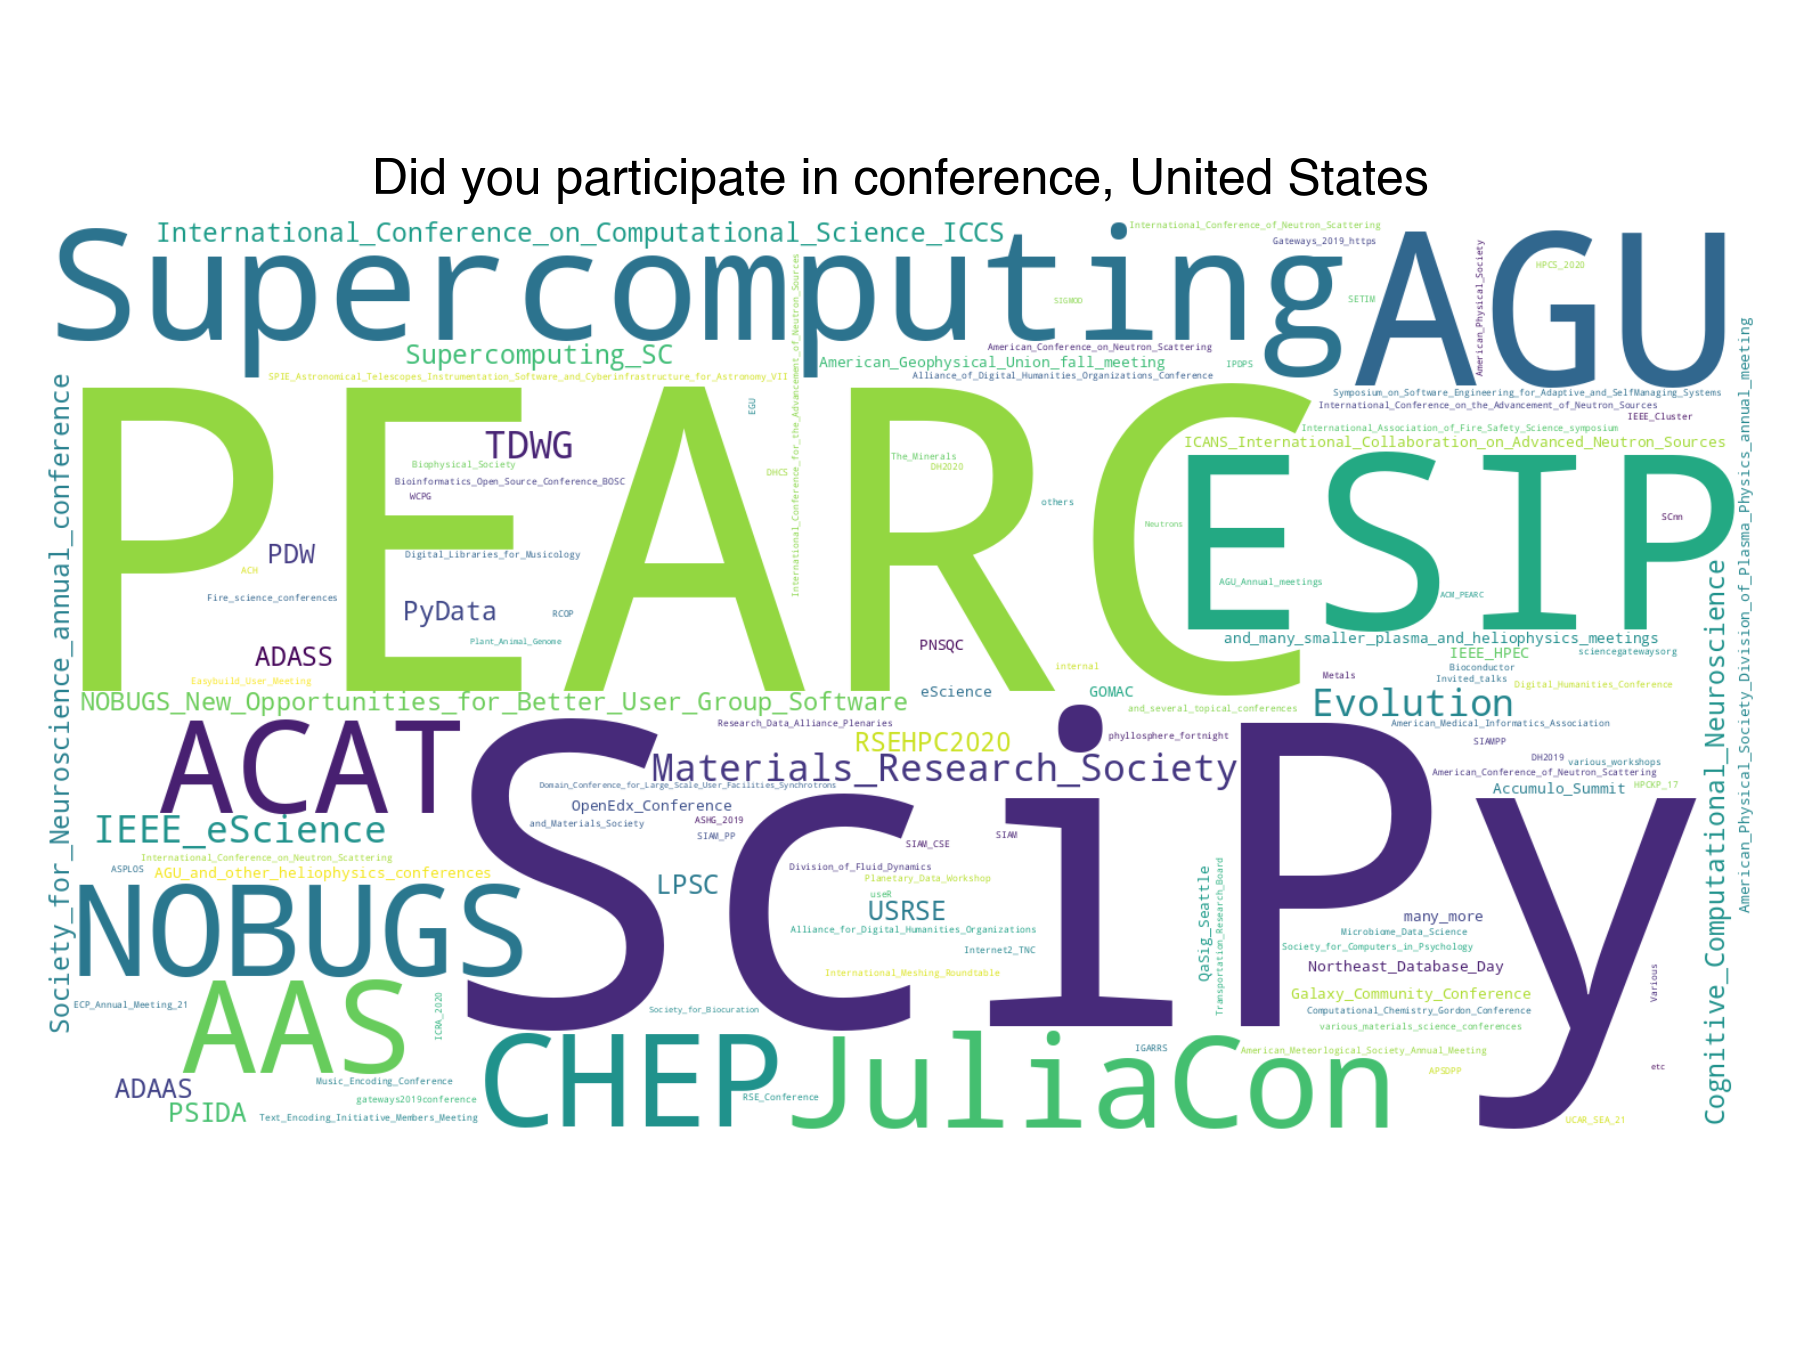 Did you participate in conference, United States
International_Conference_on_Computational_Science_ICCS
International_Conference_of_Neutron_Scattering
Gateways_2019_https
Supercomputing
AGU
American_Physical_Society
HPCS_2020
SETIM
SIGMOD
International_Conference_for_the_Advancement_of_Neutron_Sources
Supercomputing_SC
American_Conference_on_Neutron_Scattering
American_Geophysical_Union_fall_meeting
IPDPS
SPIE_Astronomical_Telescopes_Instrumentation_Software_and_Cyberinfrastructure_for_Astronomy_VII
Alliance_of_Digital_Humanities_Organizations_Conference
Symposium_on_Software_Engineering_for_Adaptive_and_SelfManaging_Systems
International_Conference_on_the_Advancement_of_Neutron_Sources
IEEE_Cluster
EGU
International_Association_of_Fire_Safety_Science_symposium
ICANS_International_Collaboration_on_Advanced_Neutron_Sources
Society_for_Neuroscience_annual_conference
American_Physical_Society_Division_of_Plasma_Physics_annual_meeting
PEARC
TDWG
Biophysical_Society
The_Minerals
DH2020
DHCS
Bioinformatics_Open_Source_Conference_BOSC
WCPG
others
ESIP
SCnn
Neutrons
PDW
Digital_Libraries_for_Musicology
ACH
AGU_Annual_meetings
ACM_PEARC
Fire_science_conferences
PyData
RCOP
Plant_Animal_Genome
PNSQC
and_many_smaller_plasma_and_heliophysics_meetings
IEEE_HPEC
sciencegatewaysorg
ADASS
internal
Bioconductor
Metals
Invited_talks
Easybuild_User_Meeting
eScience
GOMAC
Digital_Humanities_Conference
NOBUGS_New_Opportunities_for_Better_User_Group_Software
and_several_topical_conferences
Evolution
Cognitive_Computational_Neuroscience
ACAT
Research_Data_Alliance_Plenaries
American_Medical_Informatics_Association
RSEHPC2020
phyllosphere_fortnight
SIAMPP
SciPy
Materials_Research_Society
DH2019
various_workshops
American_Conference_of_Neutron_Scattering
Domain_Conference_for_Large_Scale_User_Facilities_Synchrotrons
Accumulo_Summit
HPCKP_17
OpenEdx_Conference
IEEE_eScience
and_Materials_Society
ASHG_2019
SIAM_PP
SIAM
SIAM_CSE
International_Conference_on_Neutron_Scattering
ASPLOS
AGU_and_other_heliophysics_conferences
Division_of_Fluid_Dynamics
Planetary_Data_Workshop
LPSC
useR
QaSig_Seattle
Transportation_Research_Board
NOBUGS
USRSE
many_more
Alliance_for_Digital_Humanities_Organizations
Microbiome_Data_Science
Internet2_TNC
Society_for_Computers_in_Psychology
International_Meshing_Roundtable
Northeast_Database_Day
Various
AAS
ECP_Annual_Meeting_21
ICRA_2020
Galaxy_Community_Conference
Society_for_Biocuration
Computational_Chemistry_Gordon_Conference
various_materials_science_conferences
CHEP
JuliaCon
IGARRS
American_Meteorlogical_Society_Annual_Meeting
etc
APSDPP
ADAAS
Music_Encoding_Conference
gateways2019conference
RSE_Conference
PSIDA
Text_Encoding_Initiative_Members_Meeting
UCAR_SEA_21